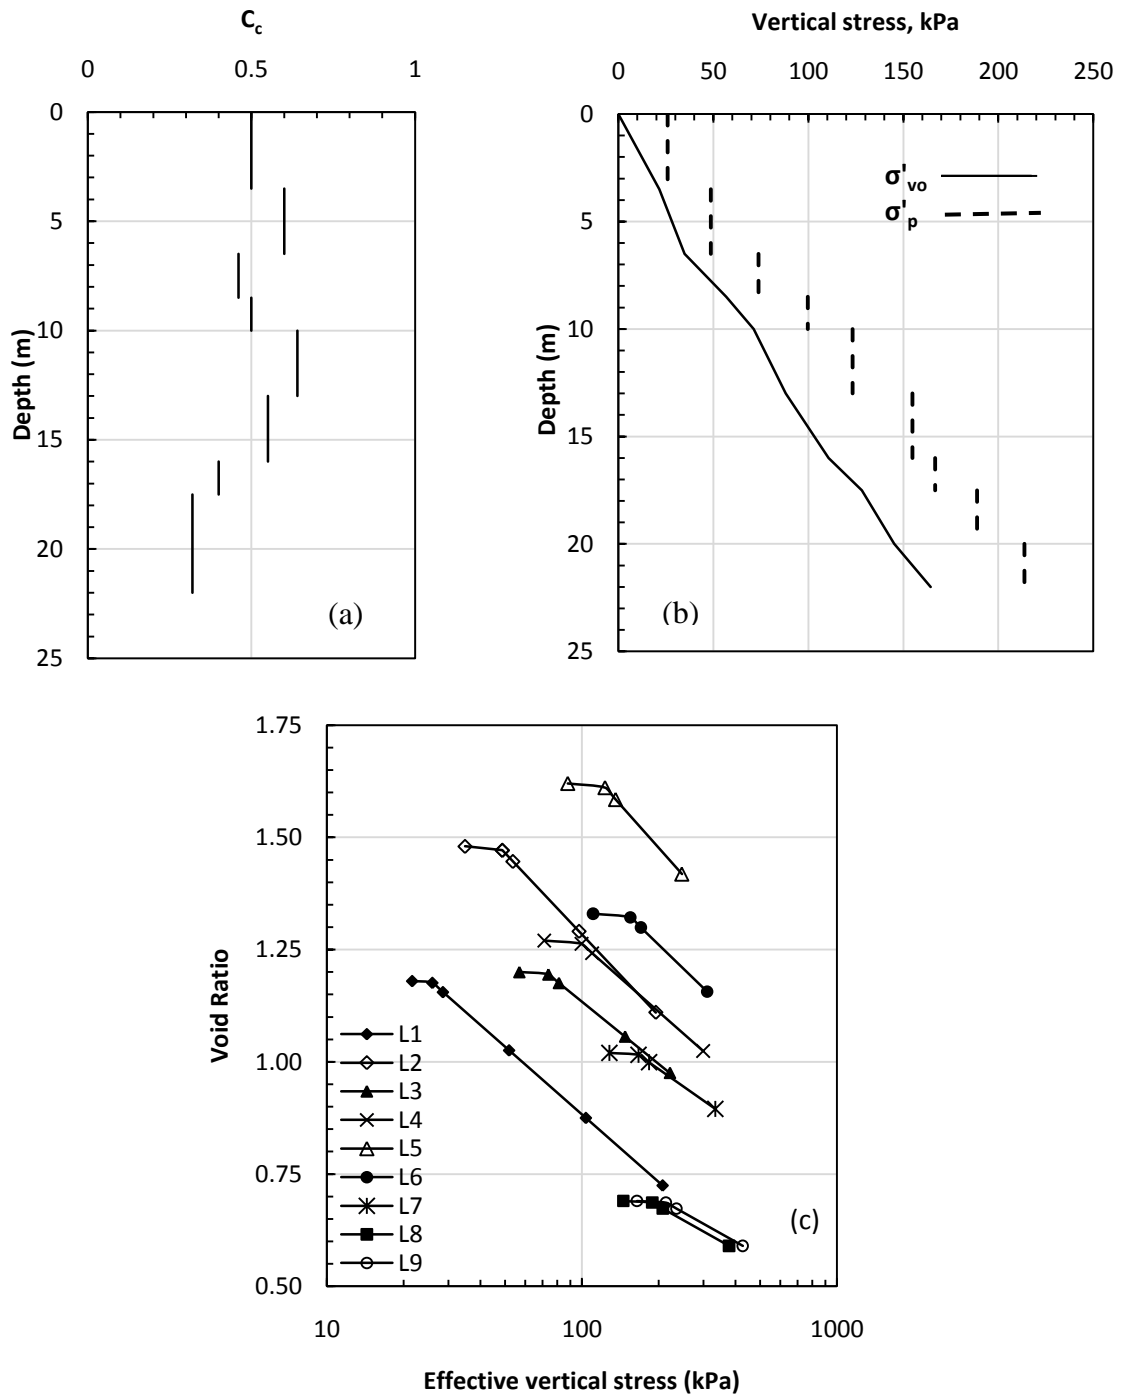 C_c
0 0.5 1
0
5
10
15
20
25
Depth (m)
(a)
Vertical stress, kPa
0 50 100 150 200 250
0
5
10
15
20
25
Depth (m)
σ'_vo
σ'_p
(b)
1.75
1.50
1.25
1.00
0.75
0.50
Void Ratio
L1
L2
L3
L4
L5
L6
L7
L8
L9
(c)
10 100 1000
Effective vertical stress (kPa)